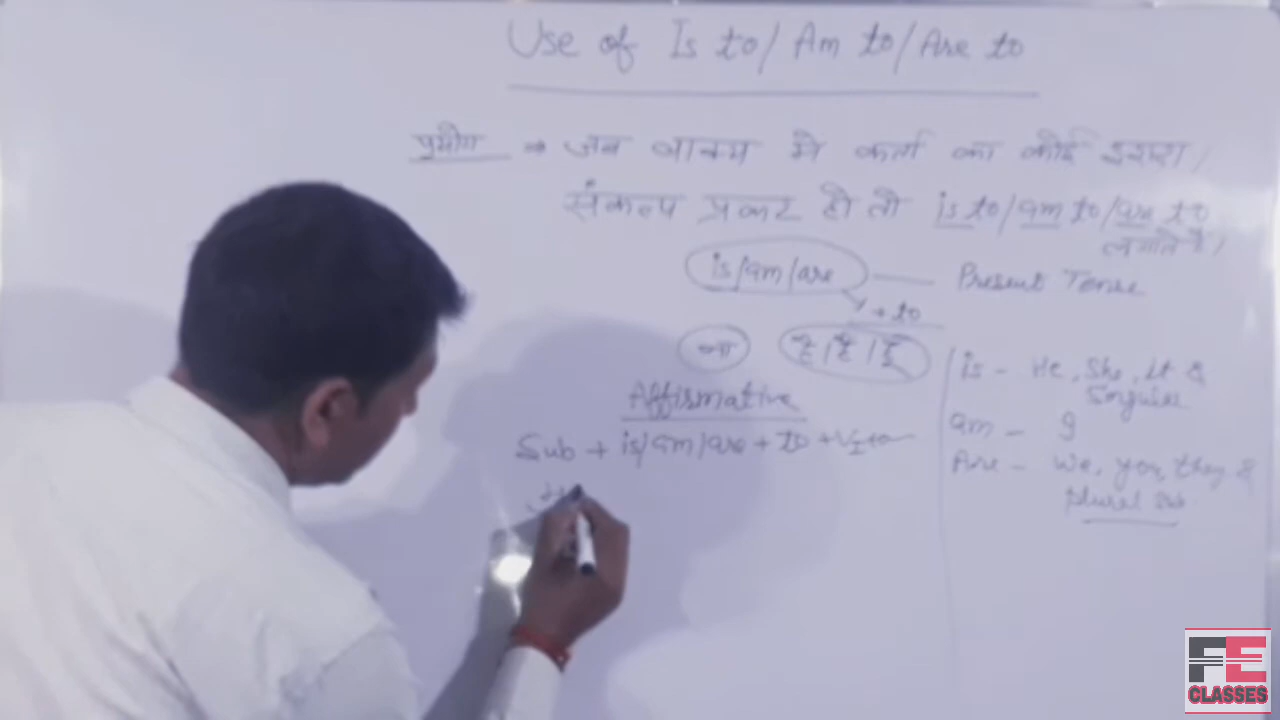 Use of Is to/ Am to/ Are to
प्रयोग → जब वाक्य मे कर्ता का कोई इरादा/
संकल्प प्रकट हो तो is to/am to/are to
लगाते है।
is/am/are — Present Tense
+ to
ना है/हैं/हूँ
is - He, She, It &
Singular
am - I
Are - We, you, they &
plural Sub
Affirmative
Sub + is/am/are + to + V1 +
FE
CLASSES